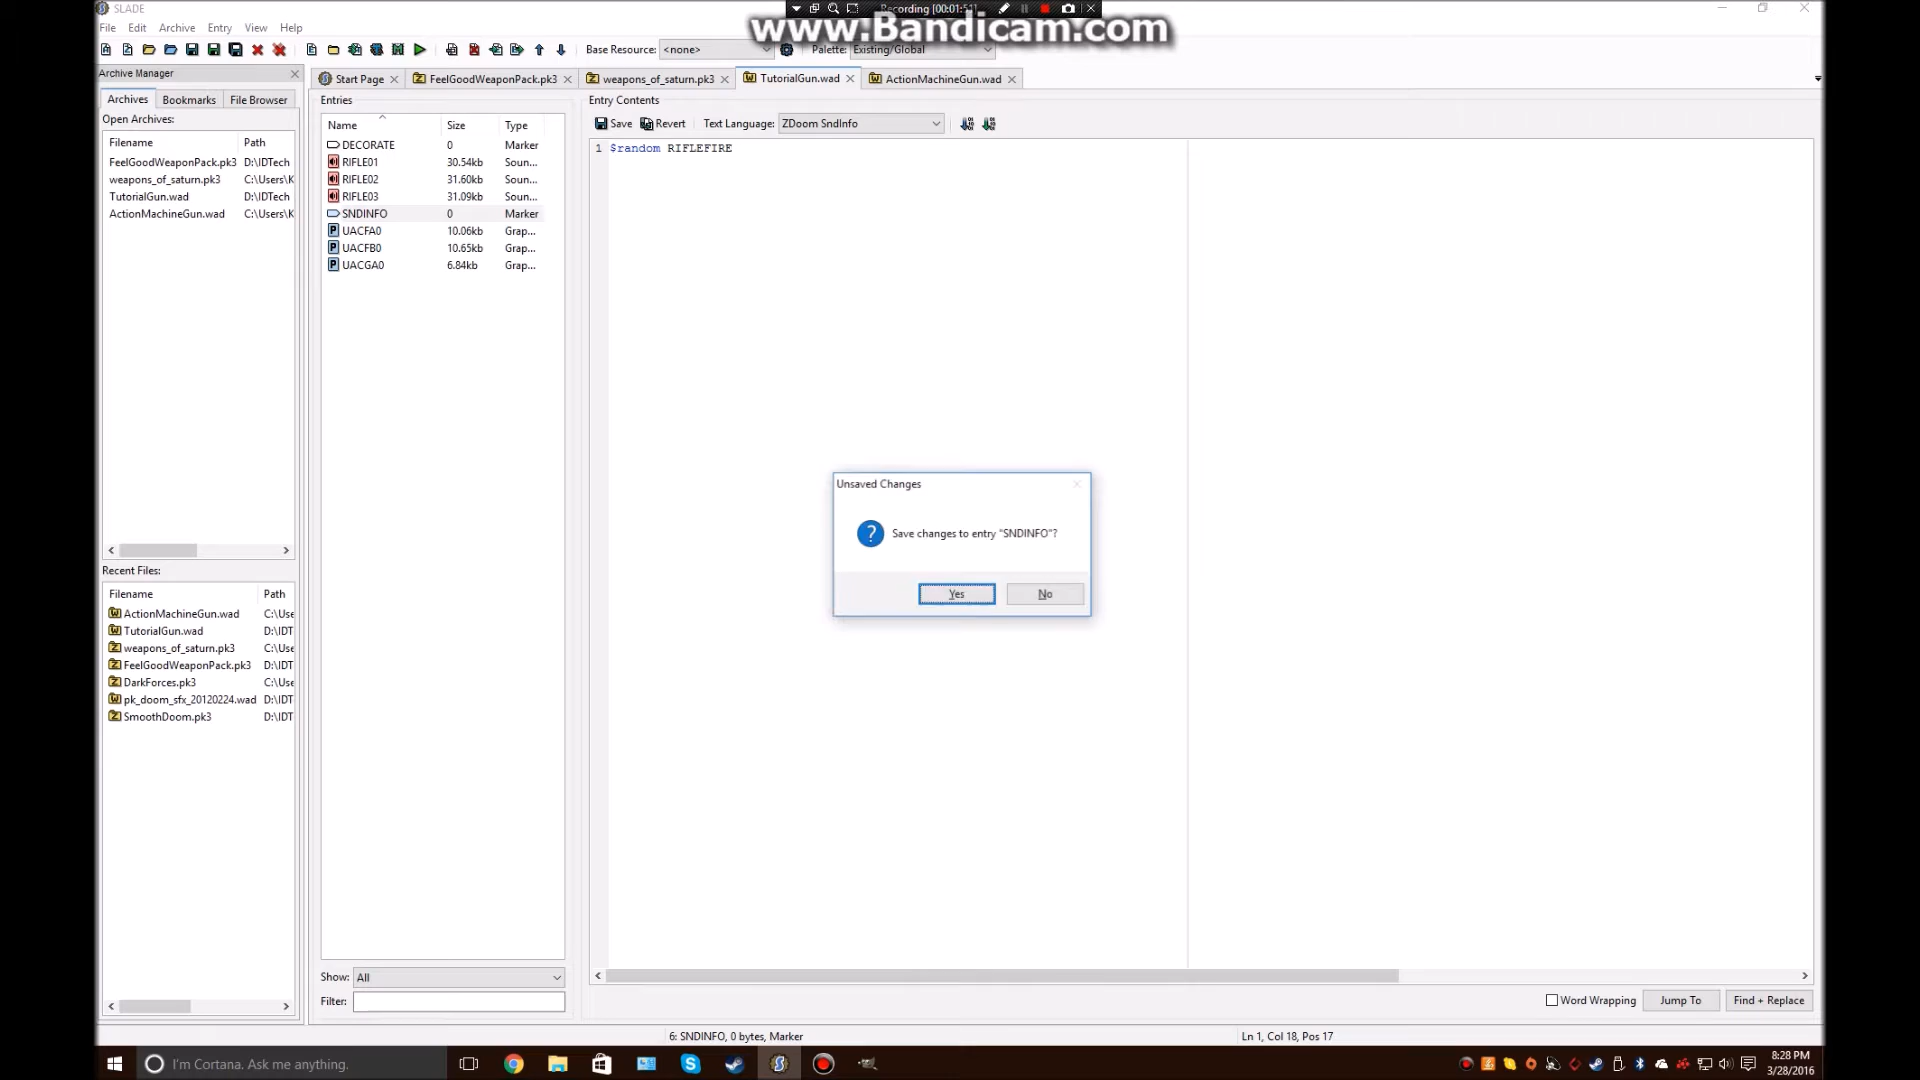 SLADE
Recording [00:01:51]
www.Bandicam.com
File Edit Archive Entry View Help
Base Resource: <none> Palette: Existing/Global
Archive Manager
Start Page FeelGoodWeaponPack.pk3 weapons_of_saturn.pk3 TutorialGun.wad ActionMachineGun.wad
Archives Bookmarks File Browser
Open Archives:
Filename Path
FeelGoodWeaponPack.pk3 D:\IDTech
weapons_of_saturn.pk3 C:\Users\K
TutorialGun.wad D:\IDTech
ActionMachineGun.wad C:\Users\K
Recent Files:
Filename Path
ActionMachineGun.wad C:\Use
TutorialGun.wad D:\IDT
weapons_of_saturn.pk3 C:\Use
FeelGoodWeaponPack.pk3 D:\IDT
DarkForces.pk3 C:\Use
pk_doom_sfx_20120224.wad D:\IDT
SmoothDoom.pk3 D:\IDT
Entries
Name Size Type
DECORATE 0 Marker
RIFLE01 30.54kb Soun...
RIFLE02 31.60kb Soun...
RIFLE03 31.09kb Soun...
SNDINFO 0 Marker
UACFA0 10.06kb Grap...
UACFB0 10.65kb Grap...
UACGA0 6.84kb Grap...
Show: All
Filter:
Entry Contents
Save Revert Text Language: ZDoom SndInfo
1 $random RIFLEFIRE
Unsaved Changes
Save changes to entry "SNDINFO"?
Yes No
Word Wrapping Jump To Find + Replace
6: SNDINFO, 0 bytes, Marker Ln 1, Col 18, Pos 17
I'm Cortana. Ask me anything.
8:28 PM
3/28/2016